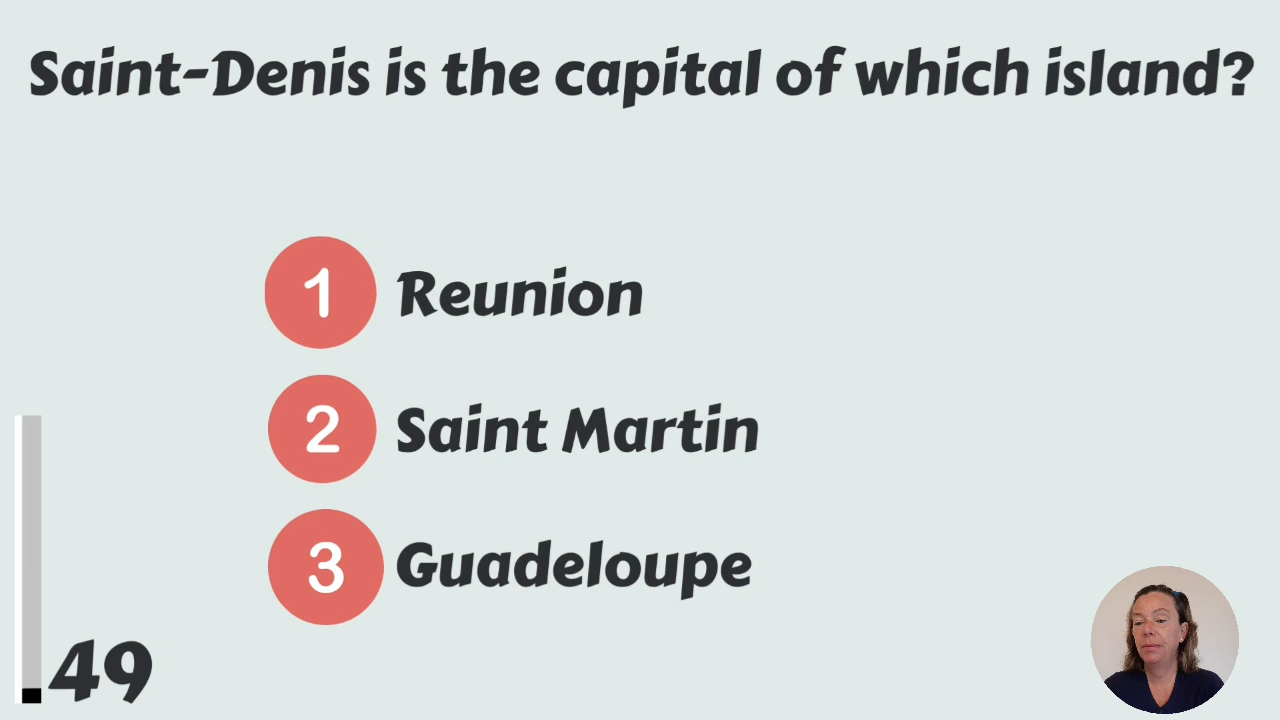 Saint-Denis is the capital of which island?
1 Reunion
2 Saint Martin
3 Guadeloupe
49